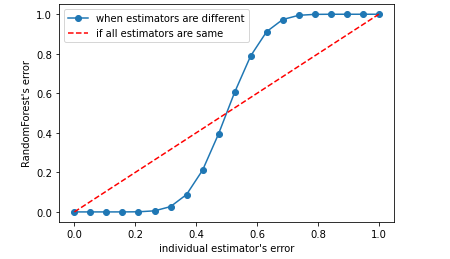 when estimators are different
if all estimators are same
RandomForest's error
1.0
0.8
0.6
0.4
0.2
0.0
0.0 0.2 0.4 0.6 0.8 1.0
individual estimator's error